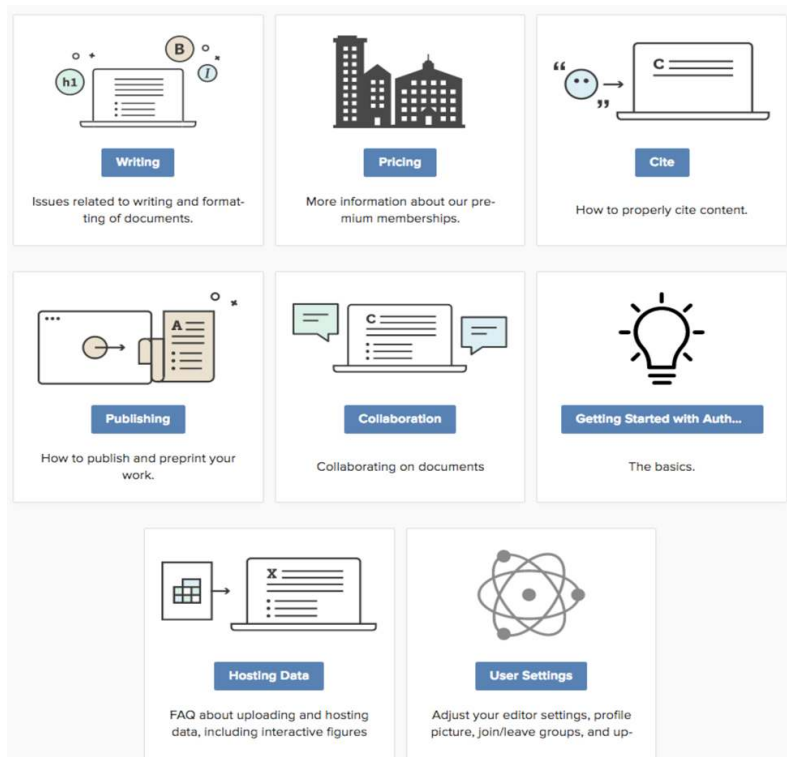 h1
B
I
Writing
Issues related to writing and format-
ting of documents.
Pricing
More information about our pre-
mium memberships.
“
”
C
Cite
How to properly cite content.
A
Publishing
How to publish and preprint your
work.
C
Collaboration
Collaborating on documents
Getting Started with Auth...
The basics.
X
Hosting Data
FAQ about uploading and hosting
data, including interactive figures
User Settings
Adjust your editor settings, profile
picture, join/leave groups, and up-